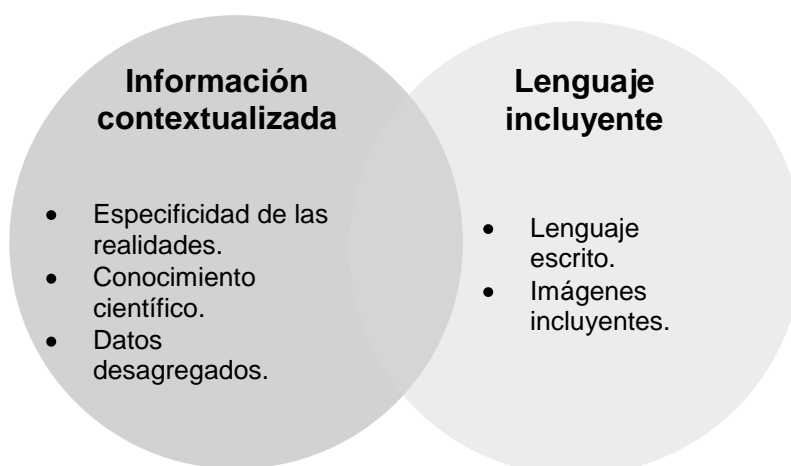 Información
contextualizada
• Especificidad de las
realidades.
• Conocimiento
científico.
• Datos
desagregados.
Lenguaje
incluyente
• Lenguaje
escrito.
• Imágenes
incluyentes.